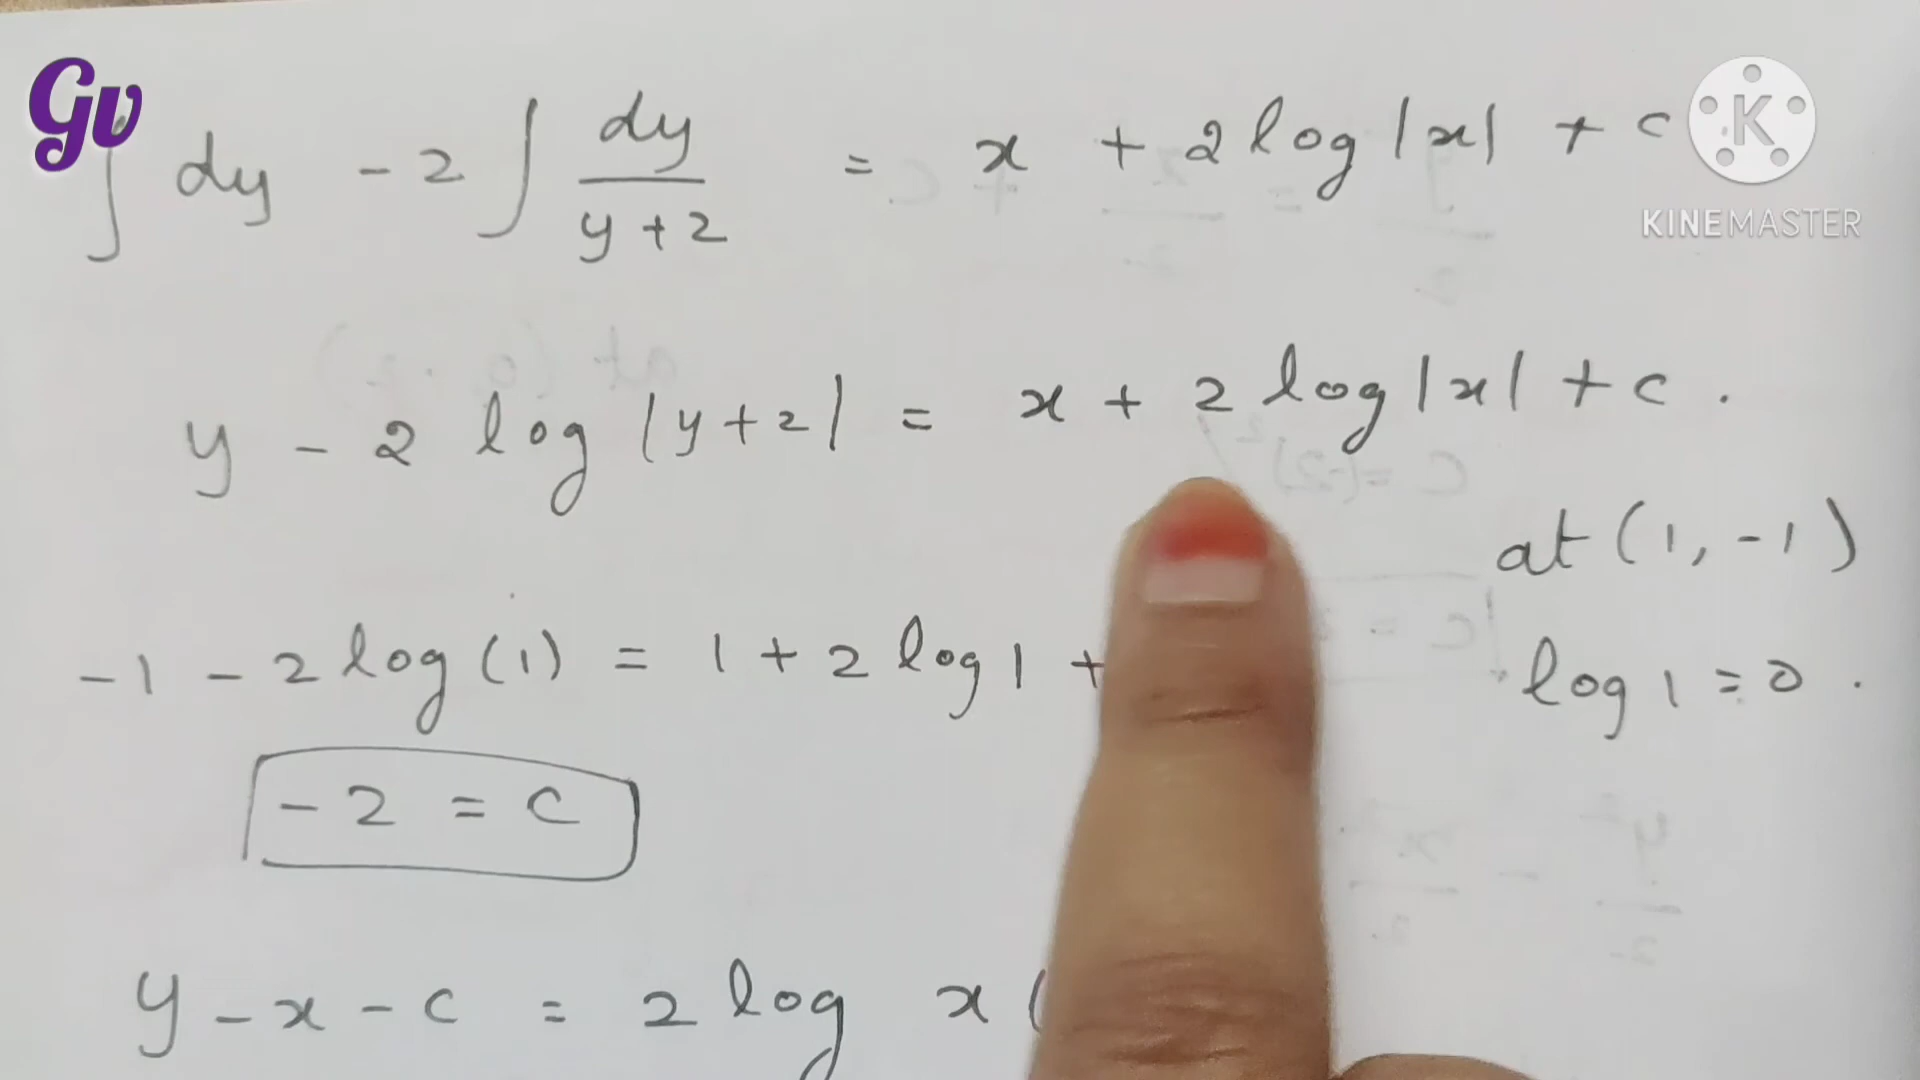 Gv
K
KINEMASTER
∫ dy - 2 ∫ dy/(y+2) = x + 2 log |x| + c
y - 2 log |y+2| = x + 2 log |x| + c .
at (1, -1)
-1 - 2 log (1) = 1 + 2 log 1 +
log 1 = 0 .
-2 = c
y - x - c = 2 log x (